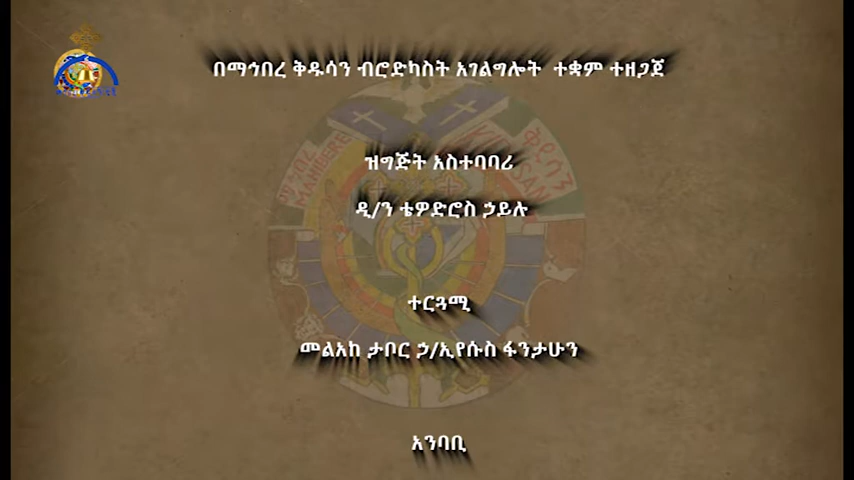 በማኅበረ ቅዱሳን ብሮድካስት አገልግሎት ተቋም ተዘጋጀ
ዝግጅት አስተባባሪ
ዲ/ን ቴዎድሮስ ኃይሉ
ተርጓሚ
መልአከ ታቦር ኃ/ኢየሱስ ፋንታሁን
አንባቢ